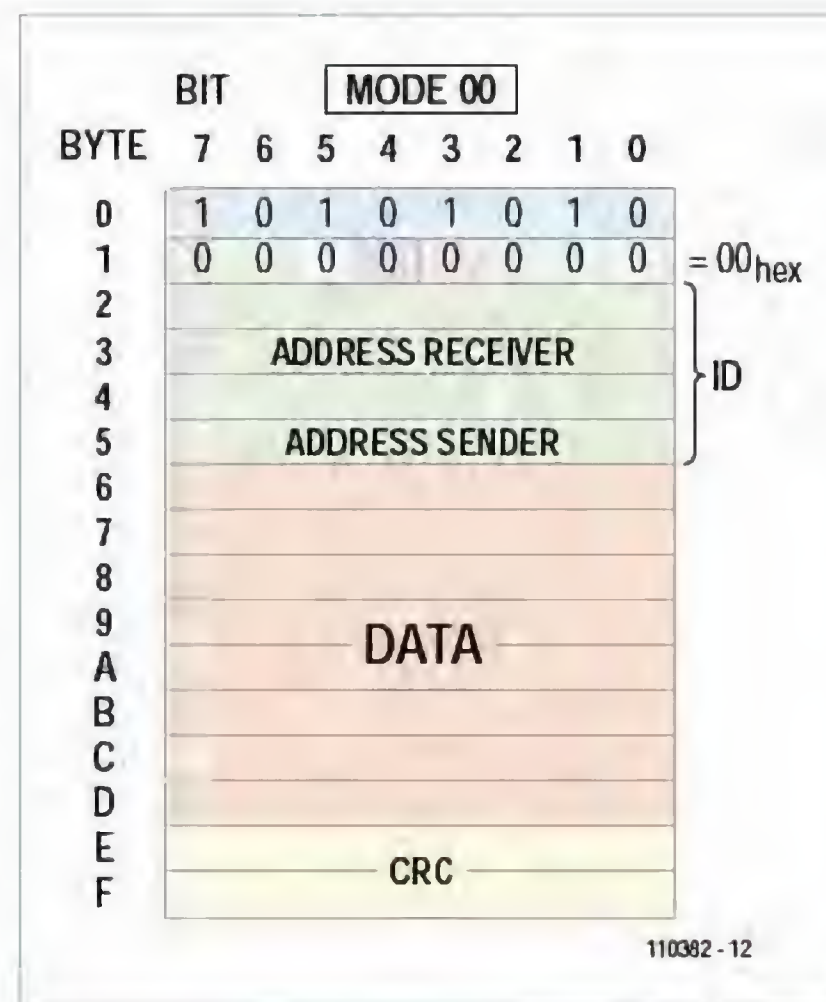 BIT MODE 00
BYTE 7 6 5 4 3 2 1 0
0 1 0 1 0 1 0 1 0
1 0 0 0 0 0 0 0 0 = 00hex
2
3 ADDRESS RECEIVER ID
4
5 ADDRESS SENDER
6
7
8
9
DATA
A
B
C
D
E
CRC
F
110382 - 12